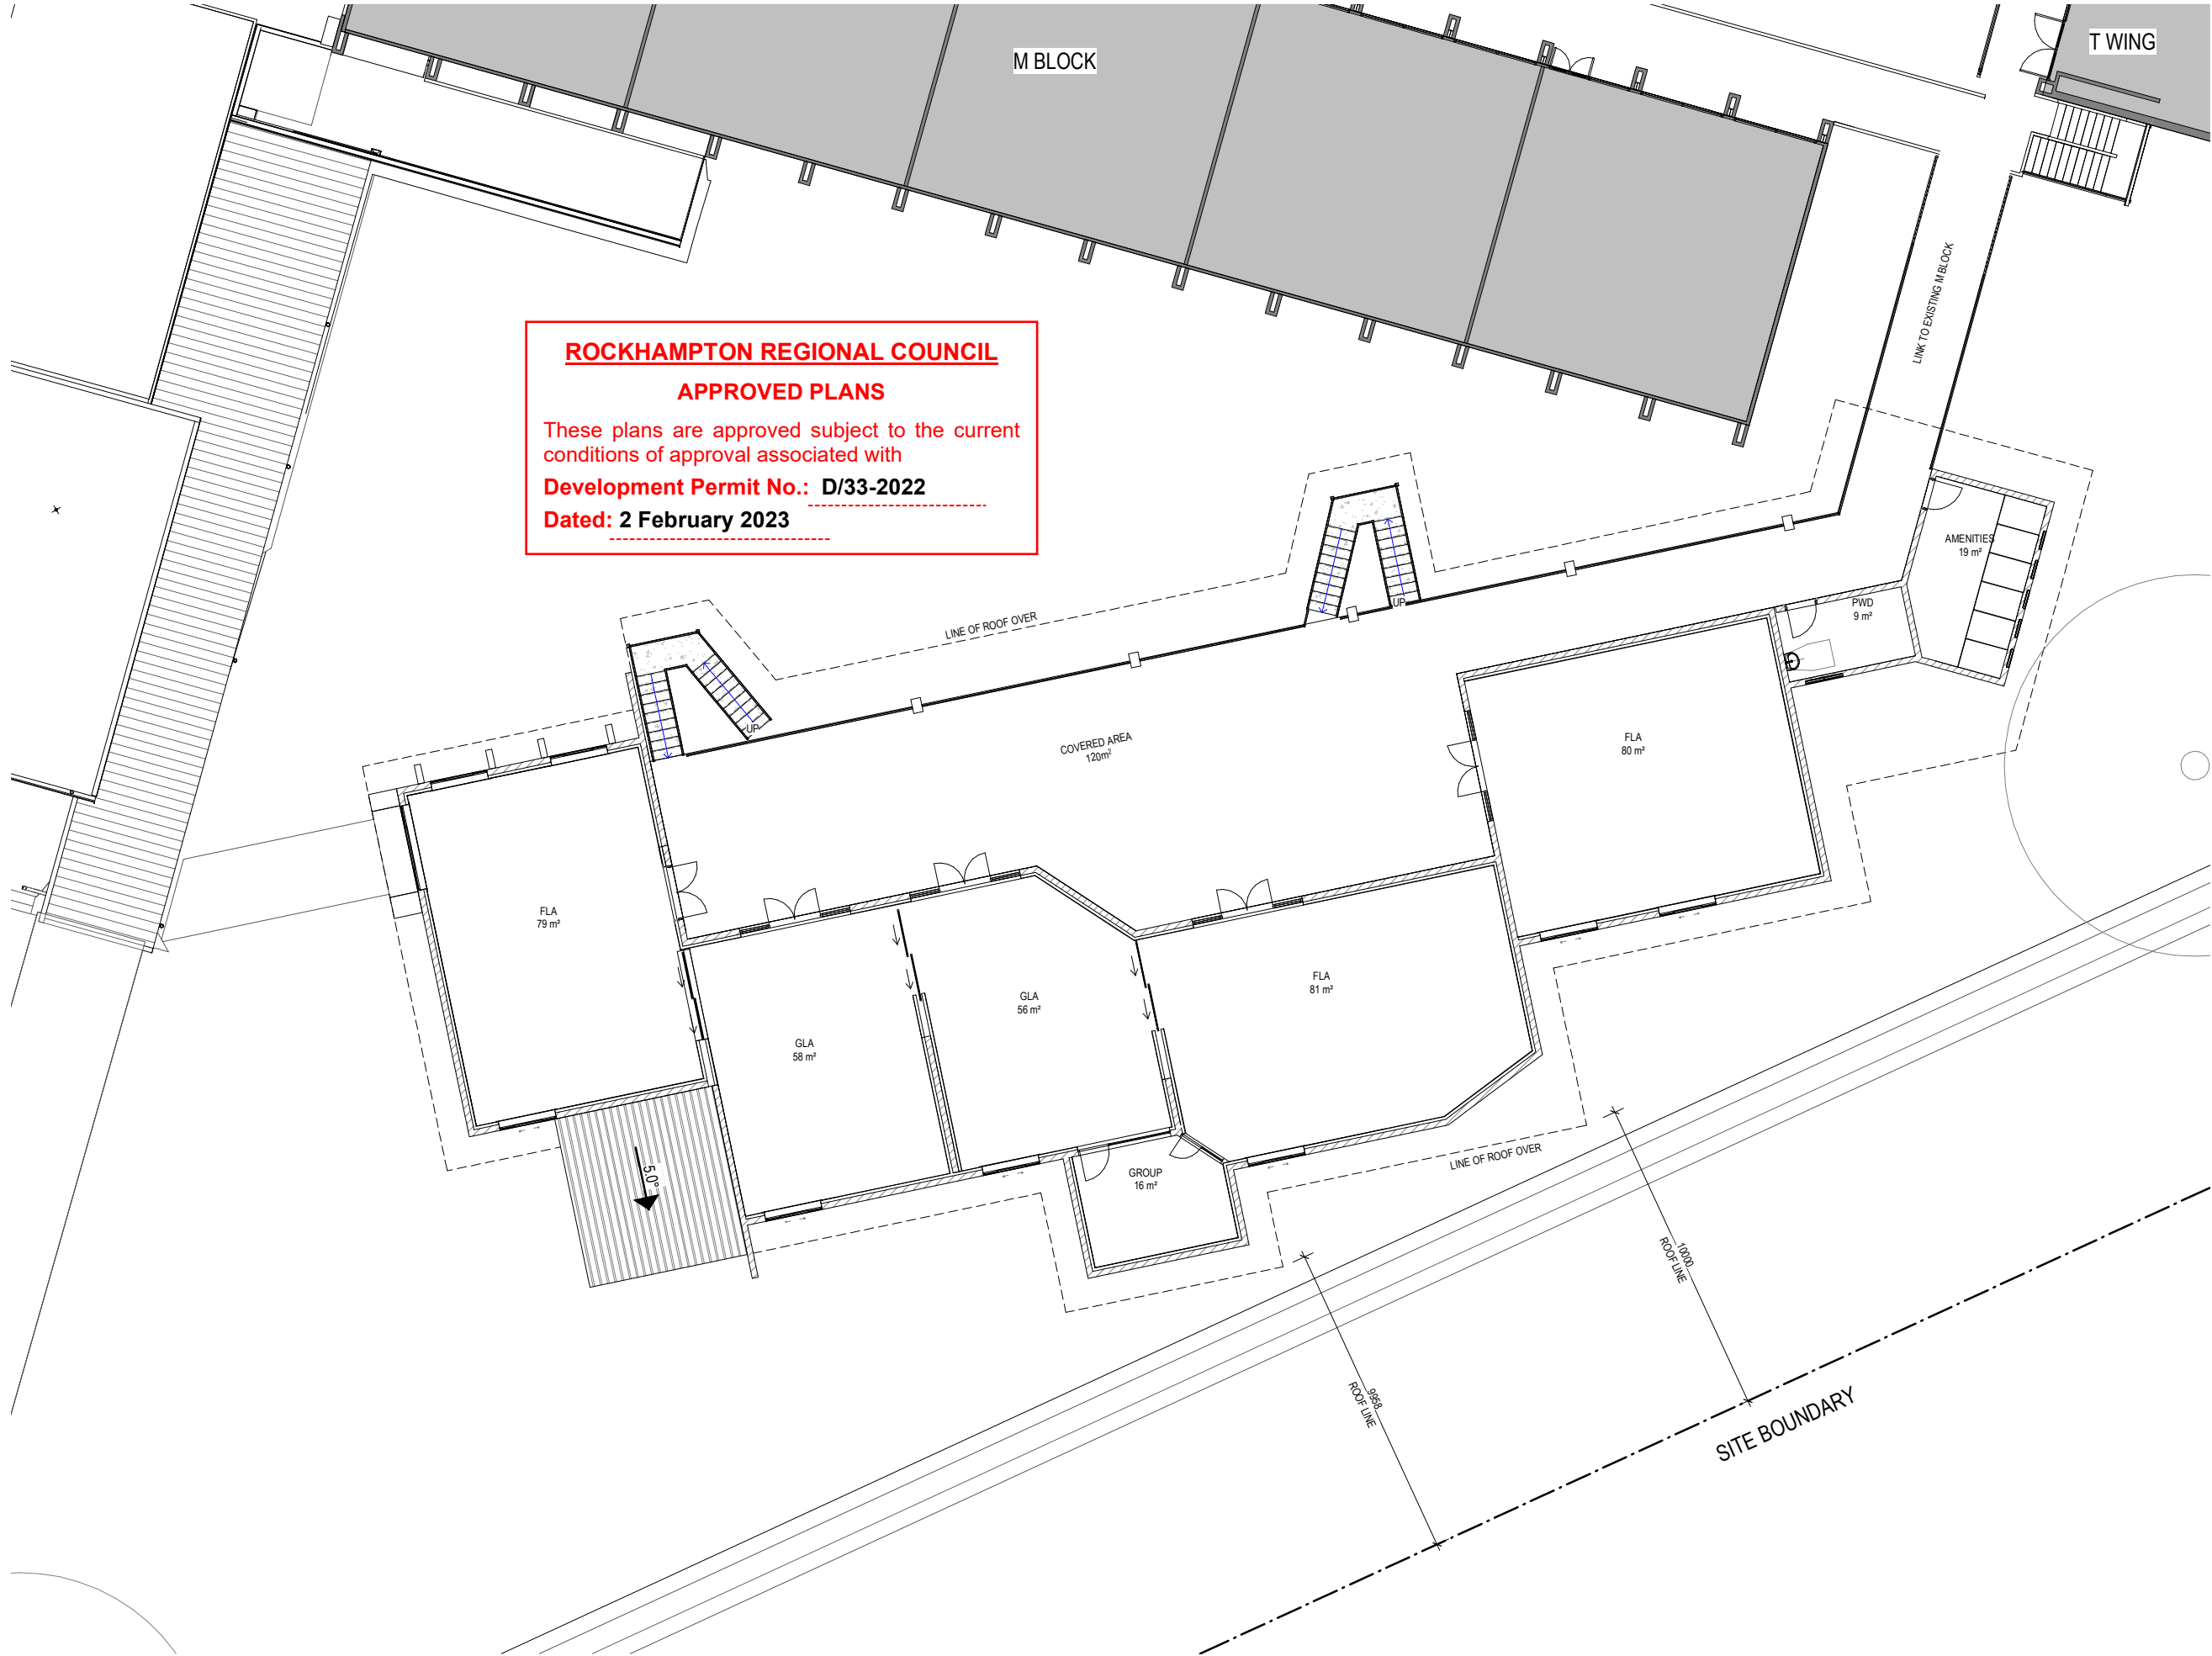 M BLOCK
T WING
LINK TO EXISTING M BLOCK
ROCKHAMPTON REGIONAL COUNCIL
APPROVED PLANS
These plans are approved subject to the current
conditions of approval associated with
Development Permit No.: D/33-2022
Dated: 2 February 2023
AMENITIES
19 m²
PWD
9 m²
UP
LINE OF ROOF OVER
UP
COVERED AREA
120m²
FLA
80 m²
FLA
79 m²
FLA
81 m²
GLA
56 m²
GLA
58 m²
GROUP
16 m²
LINE OF ROOF OVER
5.0°
10000
ROOF LINE
9958
ROOF LINE
SITE BOUNDARY